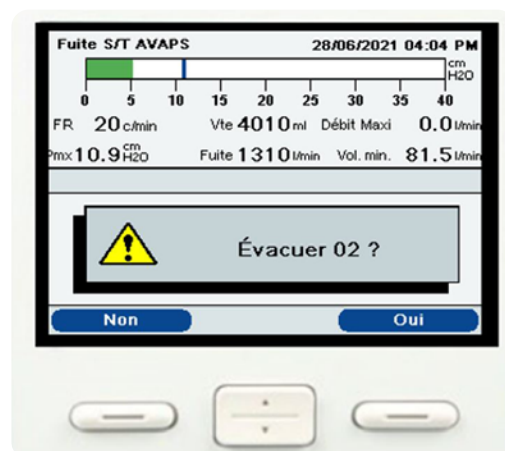 Fuite S/T AVAPS 28/06/2021 04:04 PM
cm
H2O
0 5 10 15 20 25 30 35 40
FR 20 c/min Vte 4010 ml Débit Maxi 0.0 l/min
Pmx 10.9 cm H2O Fuite 1310 l/min Vol. min. 81.5 l/min
Évacuer 02 ?
Non Oui